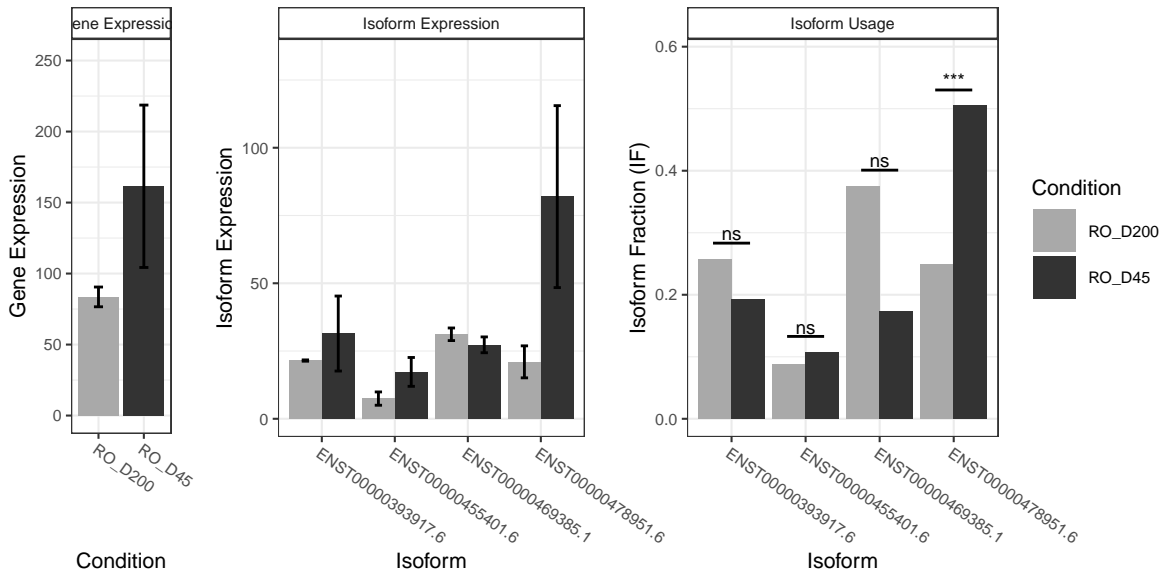 ene Expressio
Isoform Expression
Isoform Usage
Gene Expression
250
200
150
100
50
0
RO_D200
RO_D45
Condition
Isoform Expression
100
50
0
ENST00000393917.6
ENST00000455401.6
ENST00000469385.1
ENST00000478951.6
Isoform
Isoform Fraction (IF)
0.6
0.4
0.2
0.0
ns
ns
ns
***
ENST00000393917.6
ENST00000455401.6
ENST00000469385.1
ENST00000478951.6
Isoform
Condition
RO_D200
RO_D45